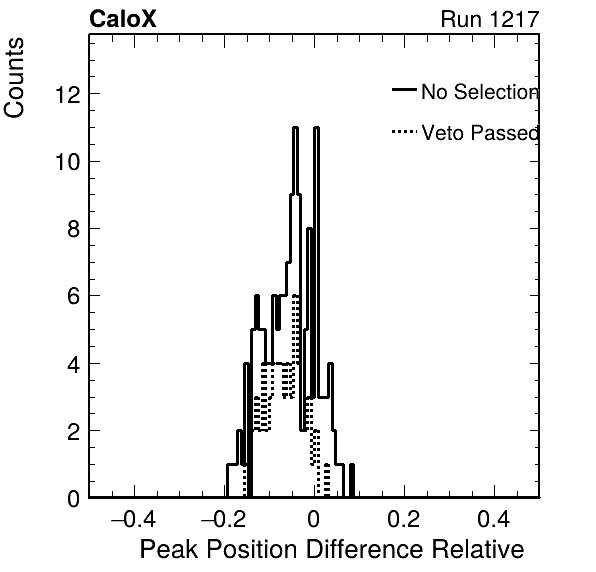 CaloX Run 1217
Counts
No Selection
Veto Passed
12
10
8
6
4
2
0
−0.4 −0.2 0 0.2 0.4
Peak Position Difference Relative